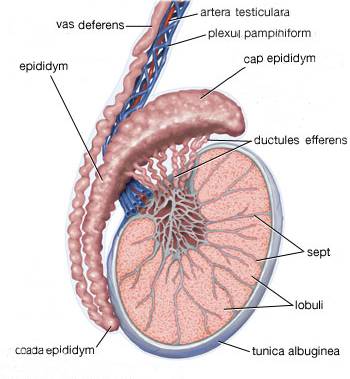 artera testiculara
vas deferens
plexul pampiniform
cap epididym
epididym
ductules efferens
sept
lobuli
coada epididym
tunica albuginea